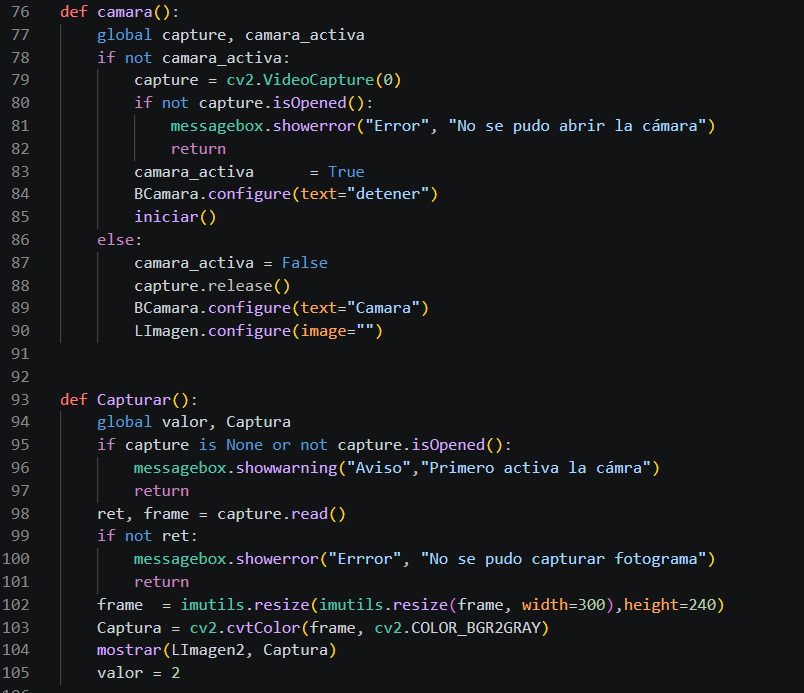 76 def camara():
77 global capture, camara_activa
78 if not camara_activa:
79 capture = cv2.VideoCapture(0)
80 if not capture.isOpened():
81 messagebox.showerror("Error", "No se pudo abrir la cámara")
82 return
83 camara_activa      = True
84 BCamara.configure(text="detener")
85 iniciar()
86 else:
87 camara_activa = False
88 capture.release()
89 BCamara.configure(text="Camara")
90 LImagen.configure(image="")
91
92
93 def Capturar():
94 global valor, Captura
95 if capture is None or not capture.isOpened():
96 messagebox.showwarning("Aviso","Primero activa la cámra")
97 return
98 ret, frame = capture.read()
99 if not ret:
100 messagebox.showerror("Errror", "No se pudo capturar fotograma")
101 return
102 frame  = imutils.resize(imutils.resize(frame, width=300),height=240)
103 Captura = cv2.cvtColor(frame, cv2.COLOR_BGR2GRAY)
104 mostrar(LImagen2, Captura)
105 valor = 2